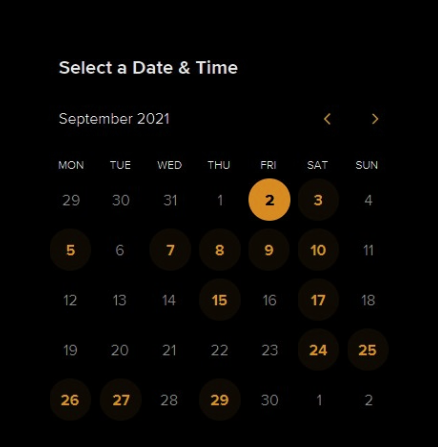 Select a Date & Time
September 2021
MON TUE WED THU FRI SAT SUN
29 30 31 1 2 3 4
5 6 7 8 9 10 11
12 13 14 15 16 17 18
19 20 21 22 23 24 25
26 27 28 29 30 1 2